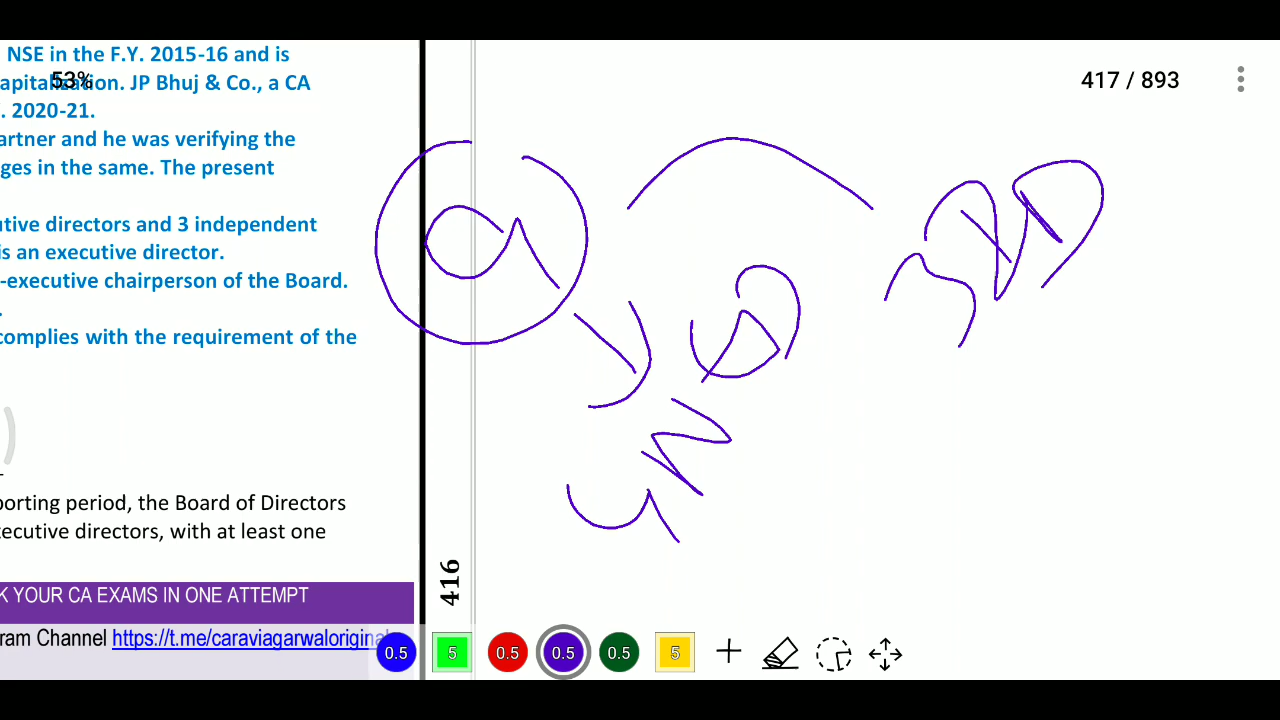 NSE in the F.Y. 2015-16 and is
53%
apitalization. JP Bhuj & Co., a CA
417 / 893
. 2020-21.
artner and he was verifying the
ges in the same. The present
utive directors and 3 independent
is an executive director.
-executive chairperson of the Board.
complies with the requirement of the
porting period, the Board of Directors
ecutive directors, with at least one
416
K YOUR CA EXAMS IN ONE ATTEMPT
ram Channel https://t.me/caraviagarwaloriginal
0.5 5 0.5 0.5 0.5 5